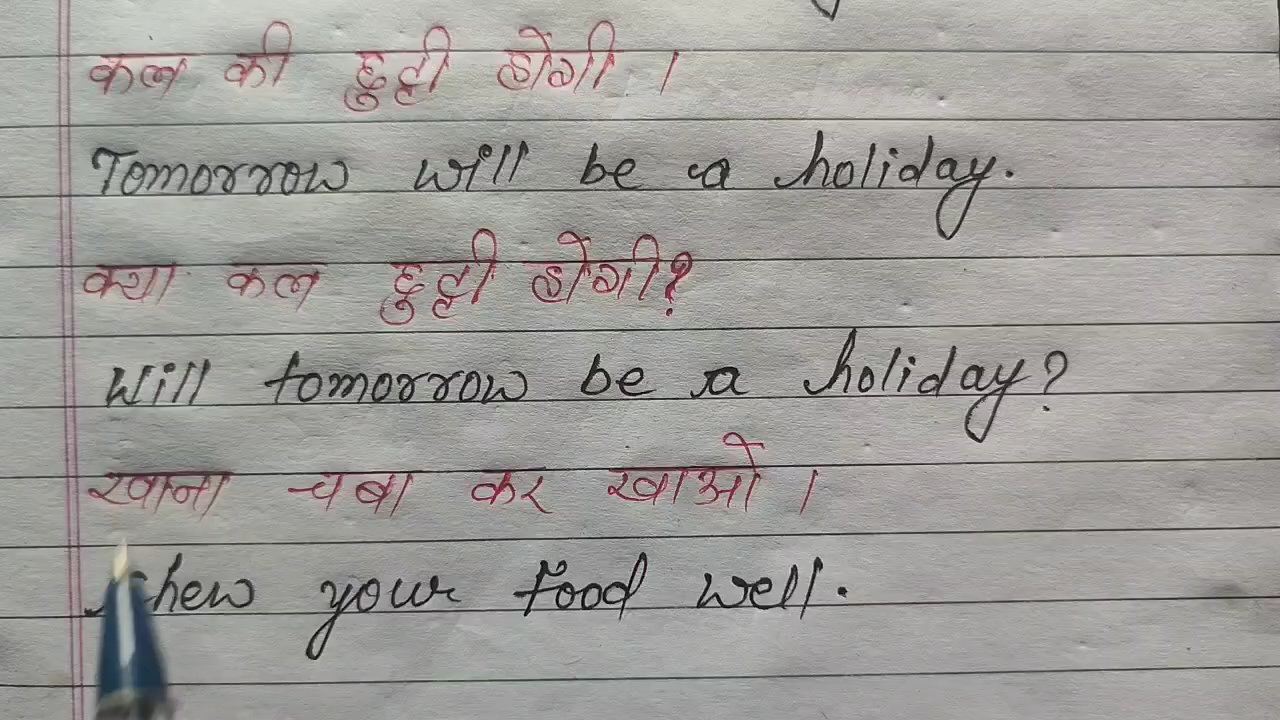 कल की छुट्टी होगी ।
Tomorrow will be a holiday.
क्या कल छुट्टी होगी?
Will tomorrow be a holiday?
खाना चबा कर खाओ ।
Chew your food well.